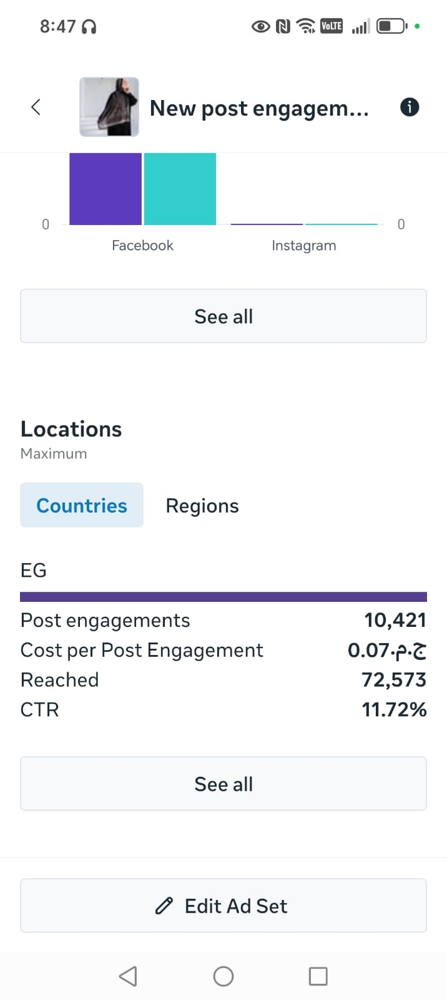 8:47
VoLTE
New post engagem...
0
0
Facebook
Instagram
See all
Locations
Maximum
Countries
Regions
EG
Post engagements 10,421
Cost per Post Engagement ج.م.0.07
Reached 72,573
CTR 11.72%
See all
Edit Ad Set